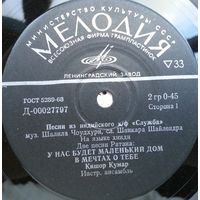 МИНИСТЕРСТВО КУЛЬТУРЫ СССР
МЕЛОДИЯ
ВСЕСОЮЗНАЯ ФИРМА ГРАМПЛАСТИНОК
33
ЛЕНИНГРАДСКИЙ ЗАВОД
ГОСТ 5289-68
2 гр 0-45
Д-00027797
Сторона 1
Песни из индийского к/ф «Служба»
муз. Шалила Чоудхури, сл. Шанкара Шайлендра
На языке хинди
Две песни Ратана:
У НАС БУДЕТ МАЛЕНЬКИЙ ДОМ
В МЕЧТАХ О ТЕБЕ
Кишор Кумар
Инстр. ансамбль